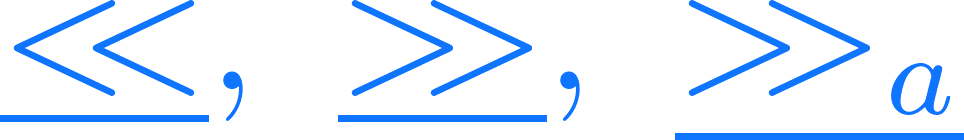 ≪, ≫, ≫a